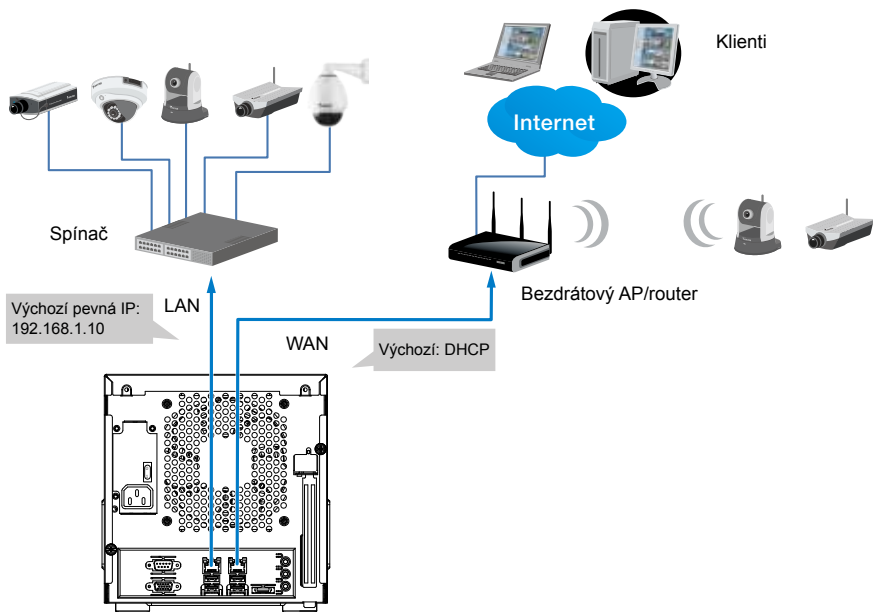 Klienti
Internet
Spínač
Bezdrátový AP/router
Výchozí pevná IP:
192.168.1.10
LAN
WAN
Výchozí: DHCP